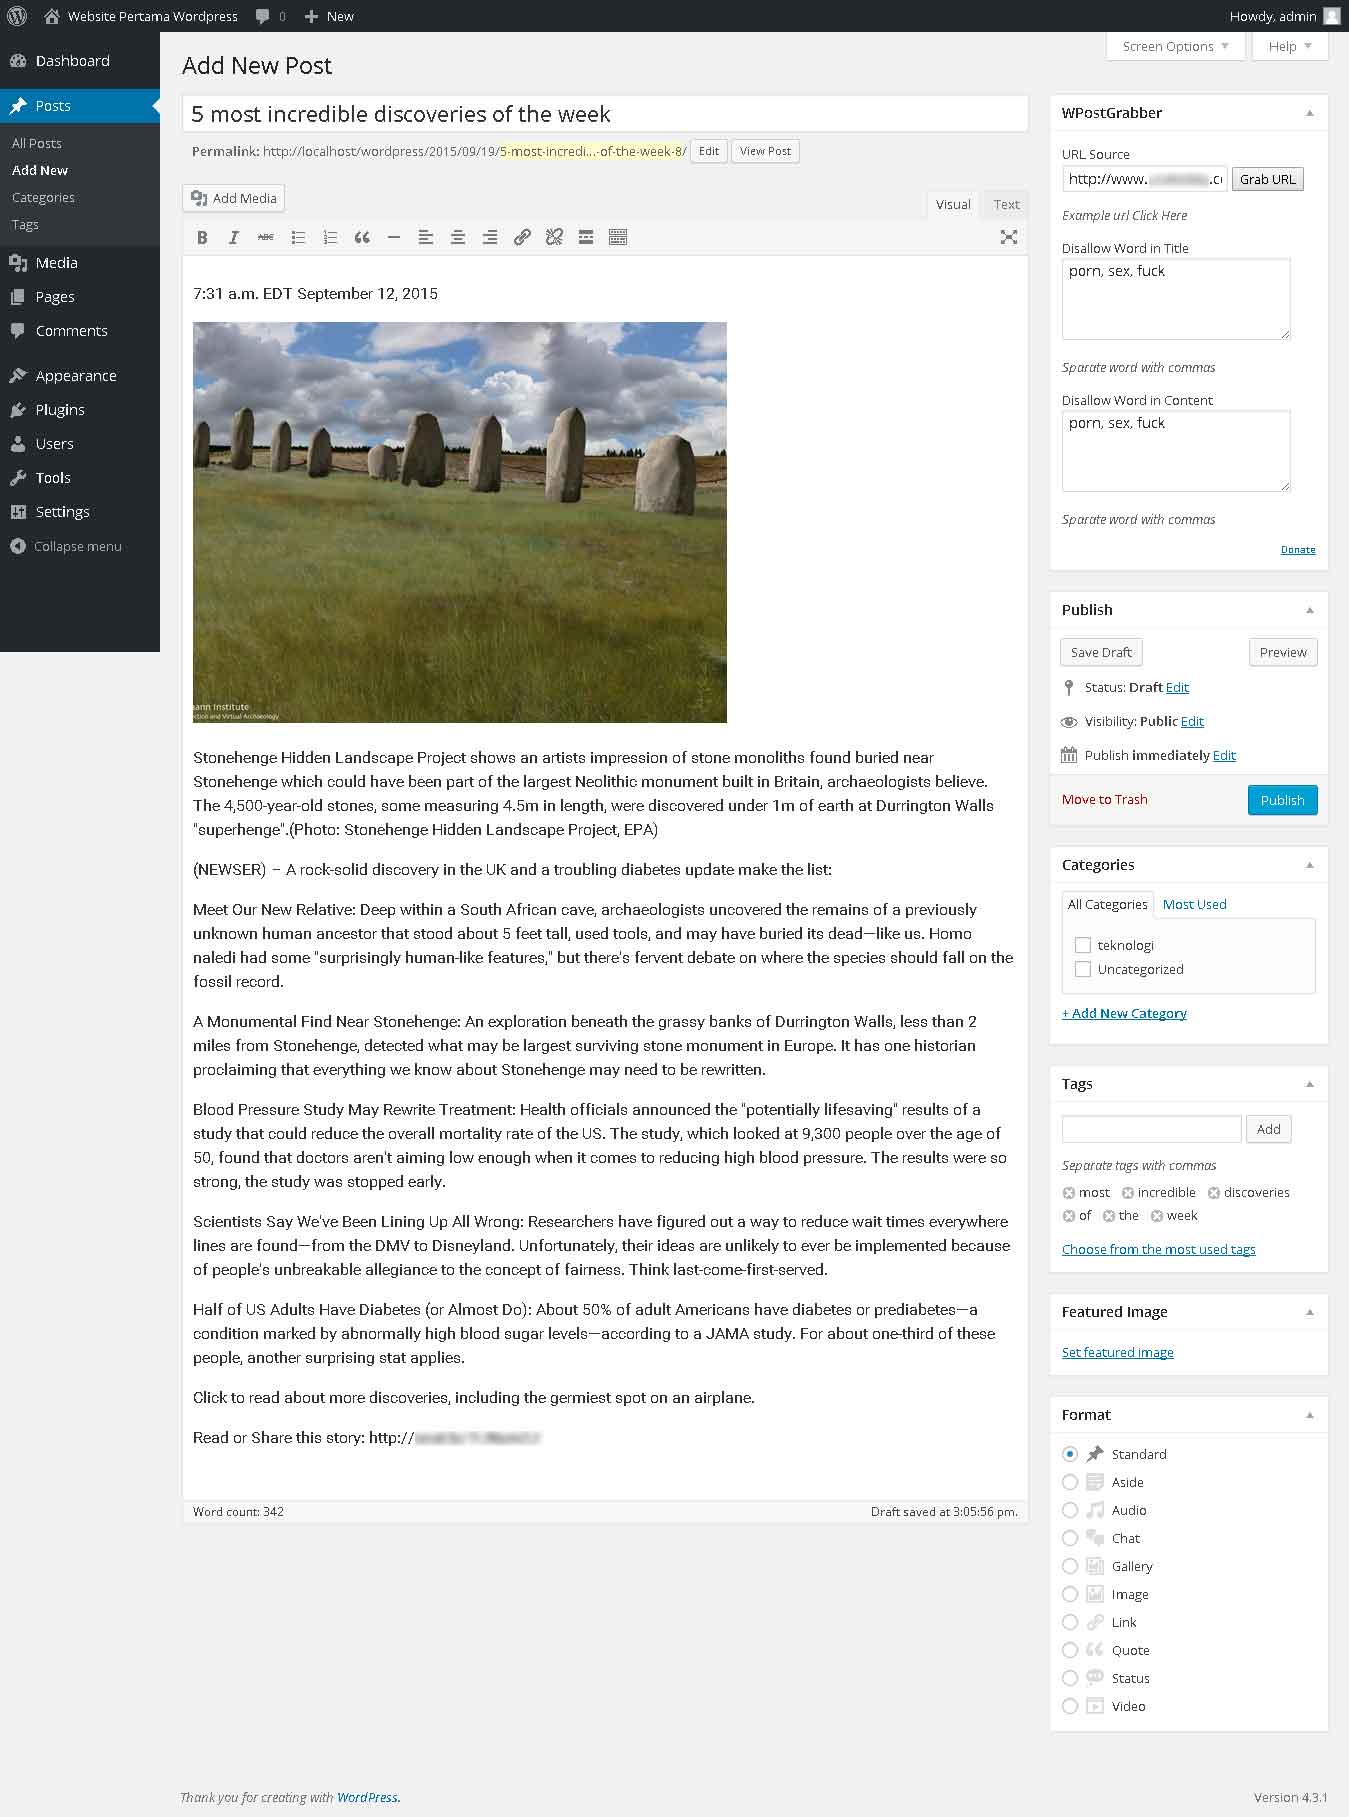 Website Pertama Wordpress
0
New
Howdy, admin
Dashboard
Posts
All Posts
Add New
Categories
Tags
Media
Pages
Comments
Appearance
Plugins
Users
Tools
Settings
Collapse menu
Screen Options
Help
Add New Post
5 most incredible discoveries of the week
Permalink: http://localhost/wordpress/2015/09/19/5-most-incredi...-of-the-week-8/ Edit View Post
Add Media
Visual Text
B I ABC
7:31 a.m. EDT September 12, 2015
ann Institute
ction and Virtual Archaeology
Stonehenge Hidden Landscape Project shows an artists impression of stone monoliths found buried near
Stonehenge which could have been part of the largest Neolithic monument built in Britain, archaeologists believe.
The 4,500-year-old stones, some measuring 4.5m in length, were discovered under 1m of earth at Durrington Walls
"superhenge".(Photo: Stonehenge Hidden Landscape Project, EPA)
(NEWSER) – A rock-solid discovery in the UK and a troubling diabetes update make the list:
Meet Our New Relative: Deep within a South African cave, archaeologists uncovered the remains of a previously
unknown human ancestor that stood about 5 feet tall, used tools, and may have buried its dead—like us. Homo
naledi had some "surprisingly human-like features," but there's fervent debate on where the species should fall on the
fossil record.
A Monumental Find Near Stonehenge: An exploration beneath the grassy banks of Durrington Walls, less than 2
miles from Stonehenge, detected what may be largest surviving stone monument in Europe. It has one historian
proclaiming that everything we know about Stonehenge may need to be rewritten.
Blood Pressure Study May Rewrite Treatment: Health officials announced the "potentially lifesaving" results of a
study that could reduce the overall mortality rate of the US. The study, which looked at 9,300 people over the age of
50, found that doctors aren't aiming low enough when it comes to reducing high blood pressure. The results were so
strong, the study was stopped early.
Scientists Say We've Been Lining Up All Wrong: Researchers have figured out a way to reduce wait times everywhere
lines are found—from the DMV to Disneyland. Unfortunately, their ideas are unlikely to ever be implemented because
of people's unbreakable allegiance to the concept of fairness. Think last-come-first-served.
Half of US Adults Have Diabetes (or Almost Do): About 50% of adult Americans have diabetes or prediabetes—a
condition marked by abnormally high blood sugar levels—according to a JAMA study. For about one-third of these
people, another surprising stat applies.
Click to read about more discoveries, including the germiest spot on an airplane.
Read or Share this story: http://
Word count: 342
Draft saved at 3:05:56 pm.
WPostGrabber
URL Source
http://www. .c Grab URL
Example url Click Here
Disallow Word in Title
porn, sex, fuck
Sparate word with commas
Disallow Word in Content
porn, sex, fuck
Sparate word with commas
Donate
Publish
Save Draft Preview
Status: Draft Edit
Visibility: Public Edit
Publish immediately Edit
Move to Trash Publish
Categories
All Categories Most Used
teknologi
Uncategorized
+ Add New Category
Tags
Add
Separate tags with commas
most incredible discoveries
of the week
Choose from the most used tags
Featured Image
Set featured image
Format
Standard
Aside
Audio
Chat
Gallery
Image
Link
Quote
Status
Video
Thank you for creating with WordPress.
Version 4.3.1